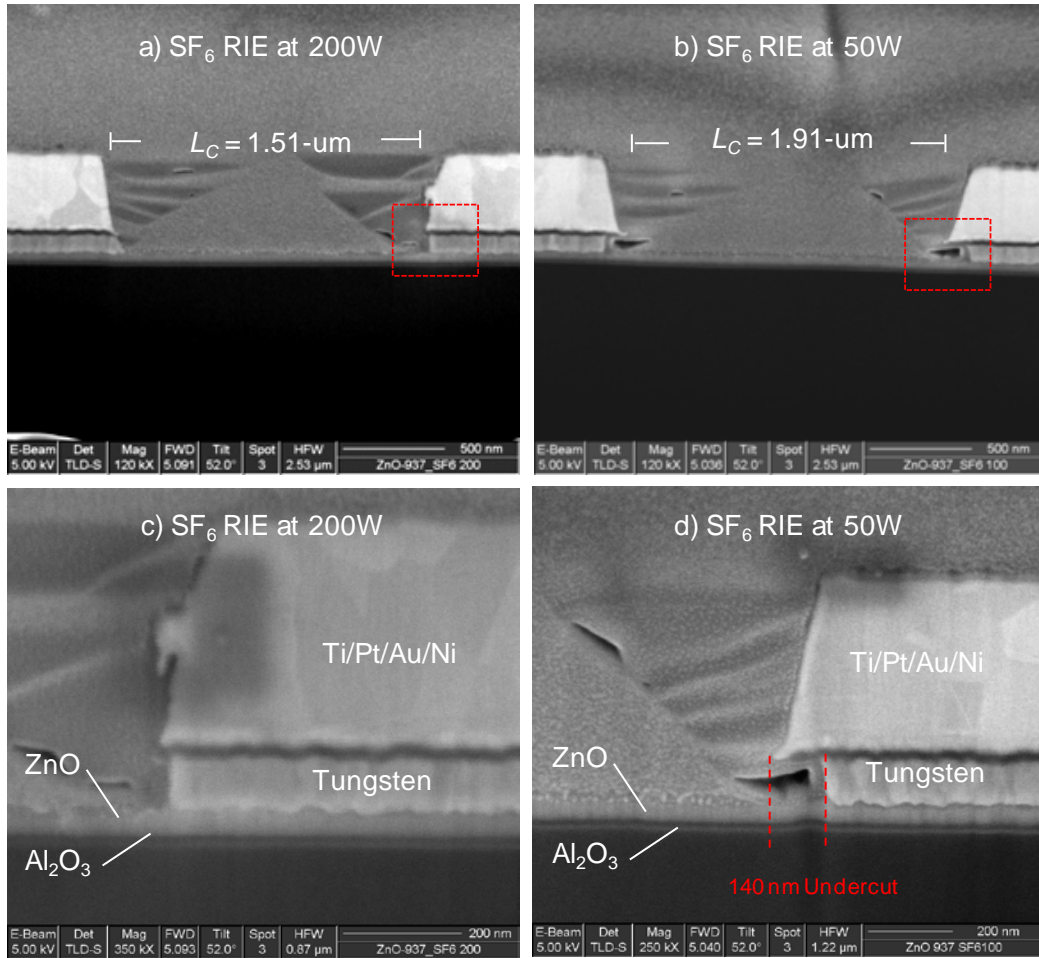 a) SF6 RIE at 200W
LC = 1.51-um
E-Beam Det Mag FWD Tilt Spot HFW 500 nm
5.00 kV TLD-S 120 kX 5.091 52.0° 3 2.53 µm ZnO-937_SF6 200
b) SF6 RIE at 50W
LC = 1.91-um
E-Beam Det Mag FWD Tilt Spot HFW 500 nm
5.00 kV TLD-S 120 kX 5.036 52.0° 3 2.53 µm ZnO-937_SF6 100
c) SF6 RIE at 200W
Ti/Pt/Au/Ni
ZnO
Tungsten
Al2O3
E-Beam Det Mag FWD Tilt Spot HFW 200 nm
5.00 kV TLD-S 350 kX 5.093 52.0° 3 0.87 µm ZnO-937_SF6 200
d) SF6 RIE at 50W
Ti/Pt/Au/Ni
ZnO
Tungsten
Al2O3
140 nm Undercut
E-Beam Det Mag FWD Tilt Spot HFW 200 nm
5.00 kV TLD-S 250 kX 5.040 52.0° 3 1.22 µm ZnO 937 SF6100